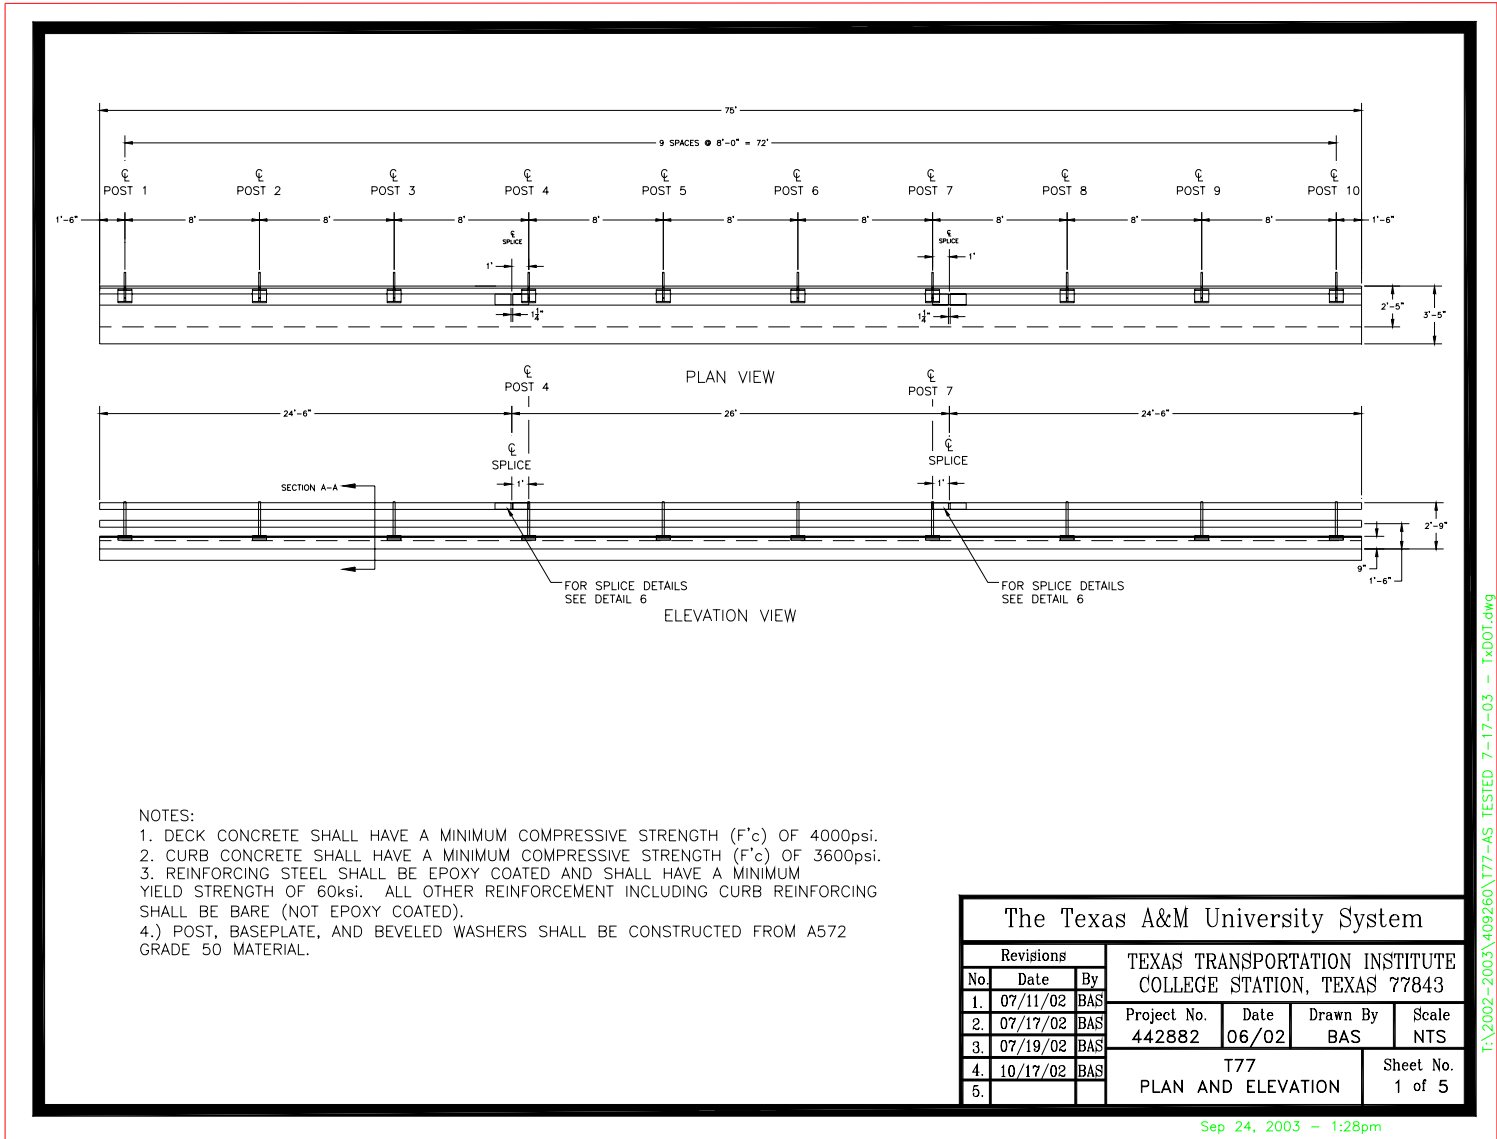 75'
9 SPACES @ 8'-0" = 72'
℄ ℄ ℄ ℄ ℄ ℄ ℄ ℄ ℄ ℄
POST 1 POST 2 POST 3 POST 4 POST 5 POST 6 POST 7 POST 8 POST 9 POST 10
1'-6" 8' 8' 8' 8' 8' 8' 8' 8' 8' 1'-6"
℄ ℄
SPLICE SPLICE
1' 1'
1¼" 1¼"
2'-5"
3'-5"
PLAN VIEW
℄ ℄
POST 4 POST 7
24'-6" 26' 24'-6"
℄ ℄
SPLICE SPLICE
1' 1'
SECTION A-A
2'-9"
9"
1'-6"
FOR SPLICE DETAILS FOR SPLICE DETAILS
SEE DETAIL 6 SEE DETAIL 6
ELEVATION VIEW
NOTES:
1. DECK CONCRETE SHALL HAVE A MINIMUM COMPRESSIVE STRENGTH (F'c) OF 4000psi.
2. CURB CONCRETE SHALL HAVE A MINIMUM COMPRESSIVE STRENGTH (F'c) OF 3600psi.
3. REINFORCING STEEL SHALL BE EPOXY COATED AND SHALL HAVE A MINIMUM
YIELD STRENGTH OF 60ksi. ALL OTHER REINFORCEMENT INCLUDING CURB REINFORCING
SHALL BE BARE (NOT EPOXY COATED).
4.) POST, BASEPLATE, AND BEVELED WASHERS SHALL BE CONSTRUCTED FROM A572
GRADE 50 MATERIAL.
The Texas A&M University System
Revisions
No. Date By
1. 07/11/02 BAS
2. 07/17/02 BAS
3. 07/19/02 BAS
4. 10/17/02 BAS
5.
TEXAS TRANSPORTATION INSTITUTE
COLLEGE STATION, TEXAS 77843
Project No. Date Drawn By Scale
442882 06/02 BAS NTS
T77
PLAN AND ELEVATION
Sheet No.
1 of 5
T:\2002-2003\409260\T77-AS TESTED 7-17-03 - TxDOT.dwg
Sep 24, 2003 - 1:28pm